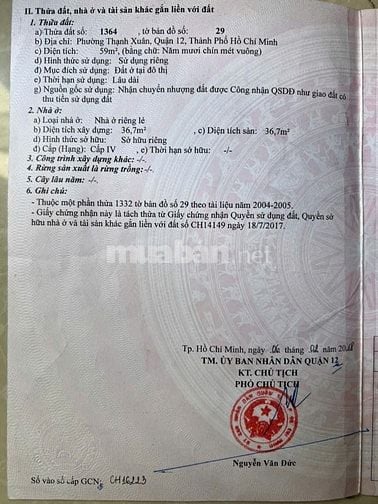 II. Thửa đất, nhà ở và tài sản khác gắn liền với đất
1. Thửa đất:
a) Thửa đất số: 1364 tờ bản đồ số: 29
b) Địa chỉ: Phường Thạnh Xuân, Quận 12, Thành Phố Hồ Chí Minh
c) Diện tích: 59m², (bằng chữ: Năm mươi chín mét vuông)
d) Hình thức sử dụng: Sử dụng riêng
đ) Mục đích sử dụng: Đất ở tại đô thị
e) Thời hạn sử dụng: Lâu dài
g) Nguồn gốc sử dụng: Nhận chuyển nhượng đất được Công nhận QSDĐ như giao đất có
thu tiền sử dụng đất
2. Nhà ở:
a) Loại nhà ở: Nhà ở riêng lẻ
b) Diện tích xây dựng: 36,7m², c) Diện tích sàn: 36,7m²
d) Hình thức sở hữu: Sở hữu riêng
đ) Cấp (Hạng): Cấp IV , e) Thời hạn sở hữu: -/-
3. Công trình xây dựng khác: -/-
4. Rừng sản xuất là rừng trồng: -/-
5. Cây lâu năm: -/-.
6. Ghi chú:
- Thuộc một phần thửa 1332 tờ bản đồ số 29 theo tài liệu năm 2004-2005.
- Giấy chứng nhận này là tách thửa từ Giấy chứng nhận Quyền sử dụng đất, Quyền sở
hữu nhà ở và tài sản khác gắn liền với đất số CH14149 ngày 18/7/2017.
muaban.net
Tp. Hồ Chí Minh, ngày tháng năm
TM. ỦY BAN NHÂN DÂN QUẬN 12
KT. CHỦ TỊCH
PHÓ CHỦ TỊCH
Nguyễn Văn Đức
Số vào sổ cấp GCN: CH16223